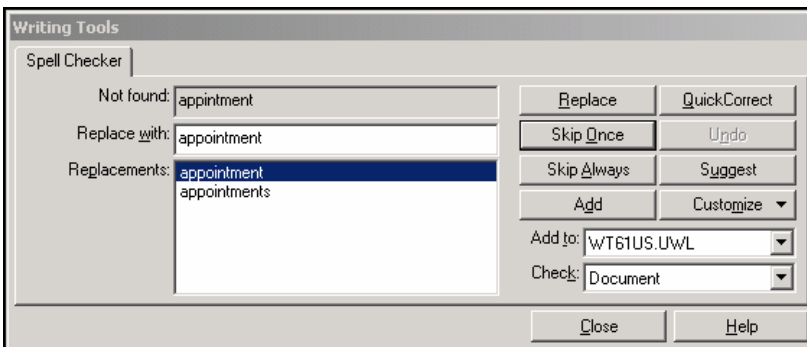 Writing Tools
Spell Checker
Not found: appintment
Replace with: appointment
Replacements: appointment
appointments
Replace QuickCorrect
Skip Once Undo
Skip Always Suggest
Add Customize
Add to: WT61US.UWL
Check: Document
Close Help